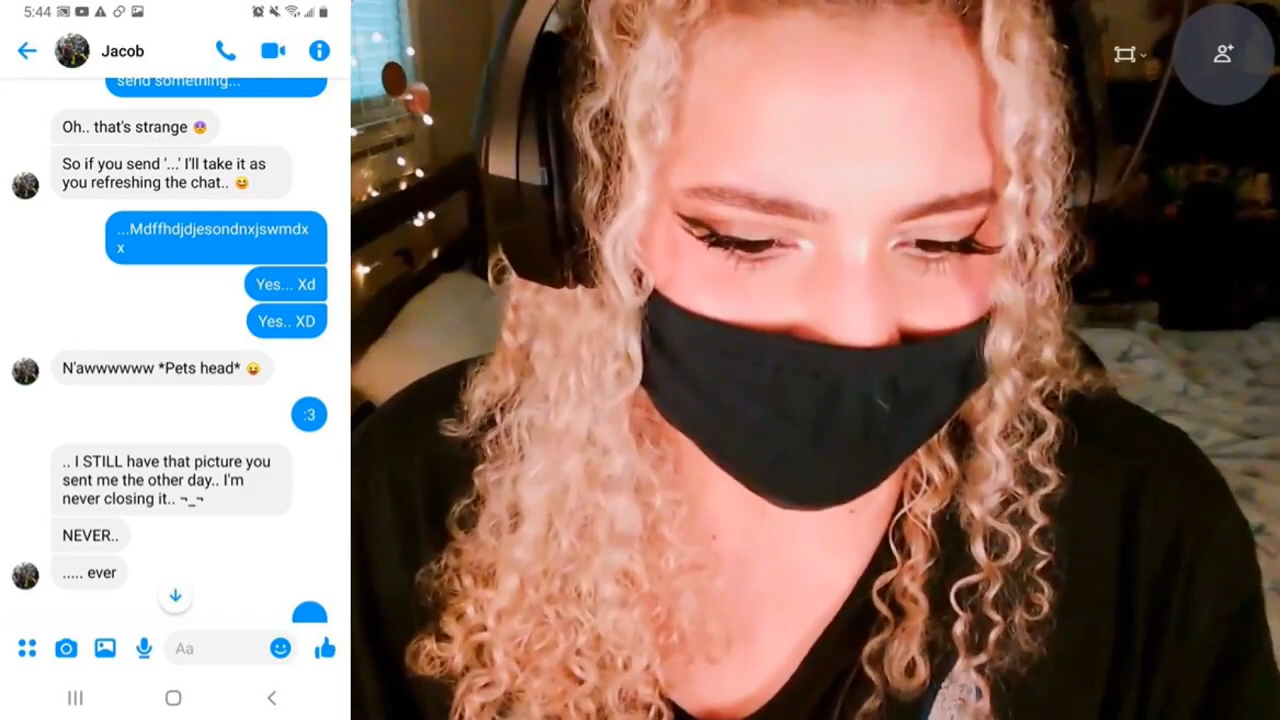 5:44
Jacob
send something...
Oh.. that's strange 😨
So if you send '...' I'll take it as
you refreshing the chat.. 😊
...Mdffhdjdjesondnxjswmdx
x
Yes... Xd
Yes.. XD
N'awwwwww *Pets head* 😛
:3
.. I STILL have that picture you
sent me the other day.. I'm
never closing it.. ¬_¬
NEVER..
..... ever
Aa